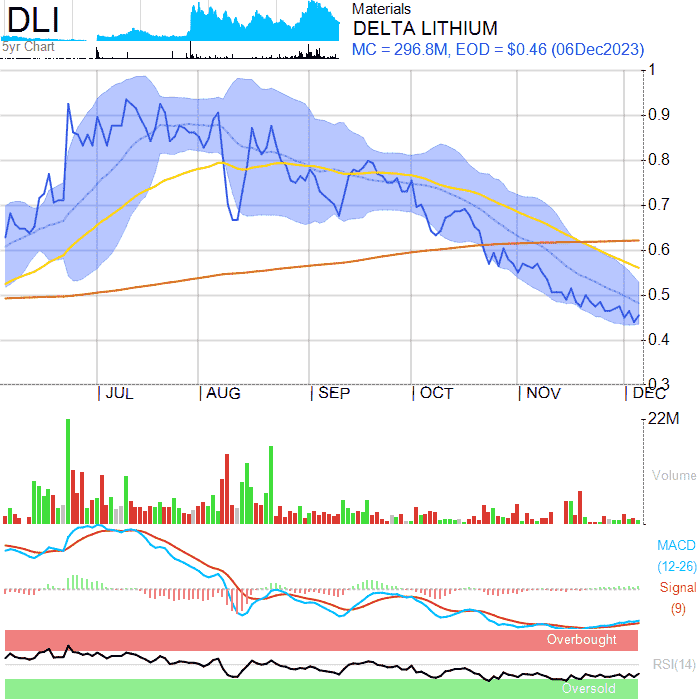 DLI
5yr Chart
Materials
DELTA LITHIUM
MC = 296.8M, EOD = $0.46 (06Dec2023)
1
0.9
0.8
0.7
0.6
0.5
0.4
0.3
JUL
AUG
SEP
OCT
NOV
DEC
22M
Volume
MACD
(12-26)
Signal
(9)
Overbought
RSI(14)
Oversold